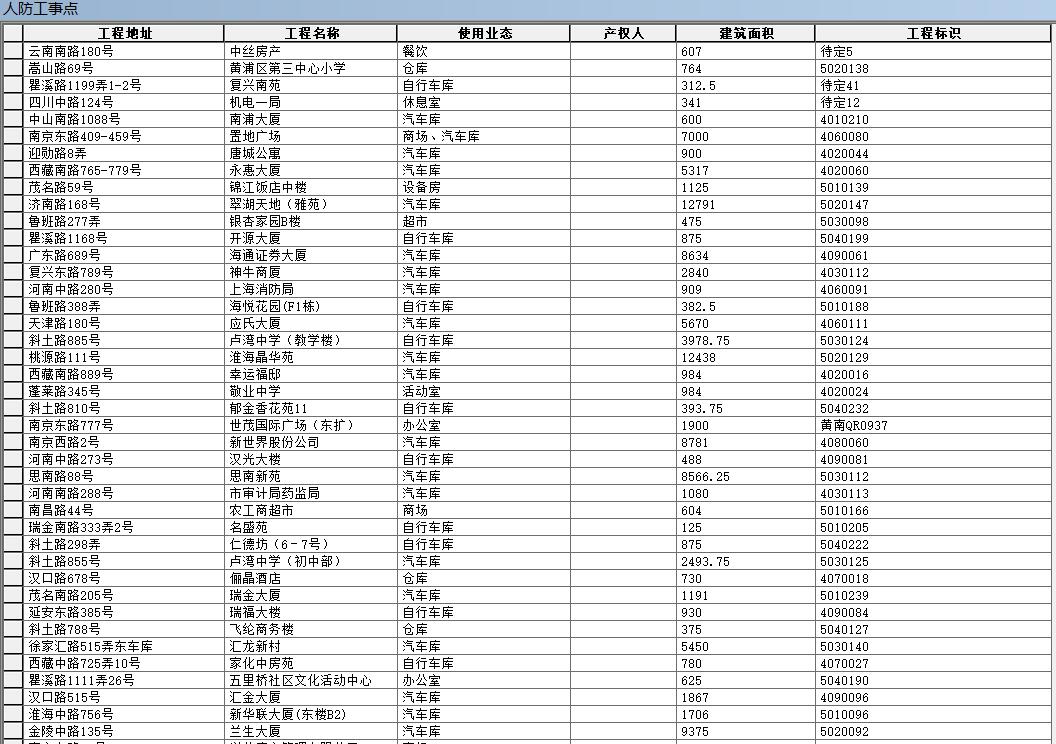 人防工事点
工程地址 工程名称 使用业态 产权人 建筑面积 工程标识
云南南路180号 中丝房产 餐饮 607 待定5
嵩山路69号 黄浦区第三中心小学 仓库 764 5020138
瞿溪路1199弄1-2号 复兴南苑 自行车库 312.5 待定41
四川中路124号 机电一局 休息室 341 待定12
中山南路1088号 南浦大厦 汽车库 600 4010210
南京东路409-459号 置地广场 商场、汽车库 7000 4060080
迎勋路8弄 唐城公寓 汽车库 900 4020044
西藏南路765-779号 永惠大厦 汽车库 5317 4020060
茂名路59号 锦江饭店中楼 设备房 1125 5010139
济南路168号 翠湖天地（雅苑） 汽车库 12791 5020147
鲁班路277弄 银杏家园B楼 超市 475 5030098
瞿溪路1168号 开源大厦 自行车库 875 5040199
广东路689号 海通证券大厦 汽车库 8634 4090061
复兴东路789号 神牛商厦 汽车库 2840 4030112
河南中路280号 上海消防局 汽车库 909 4060091
鲁班路388弄 海悦花园(F1栋) 自行车库 382.5 5010188
天津路180号 应氏大厦 汽车库 5670 4060111
斜土路885号 卢湾中学（教学楼） 自行车库 3978.75 5030124
桃源路111号 淮海晶华苑 汽车库 12438 5020129
西藏南路889号 幸运福邸 汽车库 984 4020016
蓬莱路345号 敬业中学 活动室 984 4020024
斜土路810号 郁金香花苑11 自行车库 393.75 5040232
南京东路777号 世茂国际广场（东扩） 办公室 1900 黄南QR0937
南京西路2号 新世界股份公司 汽车库 8781 4080060
河南中路273号 汉光大楼 自行车库 488 4090081
思南路88号 思南新苑 汽车库 8566.25 5030112
河南南路288号 市审计局药监局 汽车库 1080 4030113
南昌路44号 农工商超市 商场 604 5010166
瑞金南路333弄2号 名盛苑 自行车库 125 5010205
斜土路298弄 仁德坊（6－7号） 自行车库 875 5040222
斜土路855号 卢湾中学（初中部） 汽车库 2493.75 5030125
汉口路678号 俪晶酒店 仓库 730 4070018
茂名南路205号 瑞金大厦 汽车库 1191 5010239
延安东路385号 瑞福大楼 自行车库 930 4090084
斜土路788号 飞纶商务楼 仓库 375 5040127
徐家汇路515弄东车库 汇龙新村 汽车库 5450 5030140
西藏中路725弄10号 家化中房苑 自行车库 780 4070027
瞿溪路1111弄26号 五里桥社区文化活动中心 办公室 625 5040190
汉口路515号 汇金大厦 汽车库 1867 4090096
淮海中路756号 新华联大厦(东楼B2) 汽车库 1706 5010096
金陵中路135号 兰生大厦 汽车库 9375 5020092